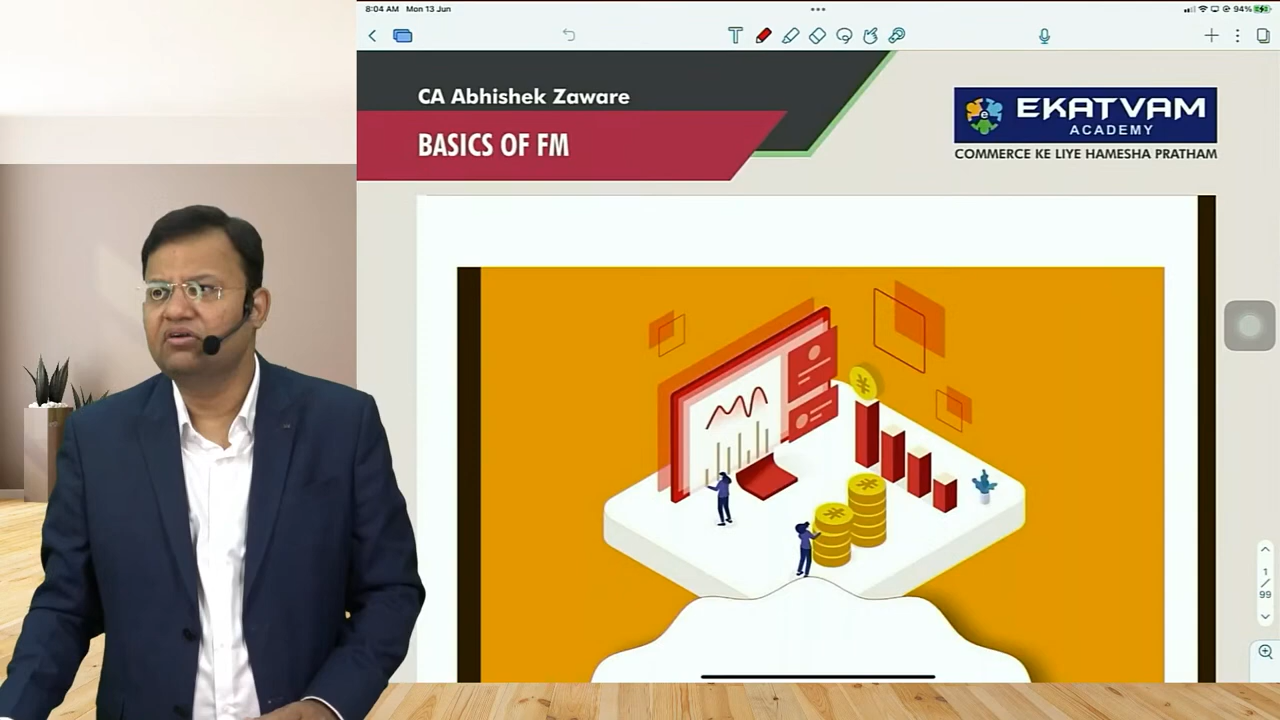 8:04 AM Mon 13 Jun
94%
T
CA Abhishek Zaware
BASICS OF FM
EKATVAM
ACADEMY
COMMERCE KE LIYE HAMESHA PRATHAM
e
1
/
99